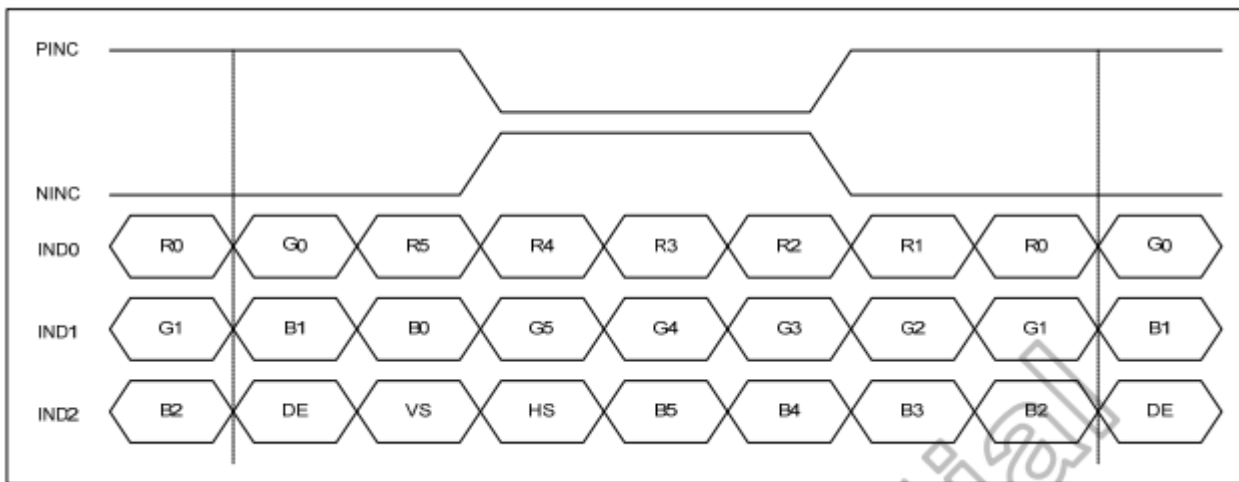 PINC
NINC
IND0 R0 G0 R5 R4 R3 R2 R1 R0 G0
IND1 G1 B1 B0 G5 G4 G3 G2 G1 B1
IND2 B2 DE VS HS B5 B4 B3 B2 DE
tial